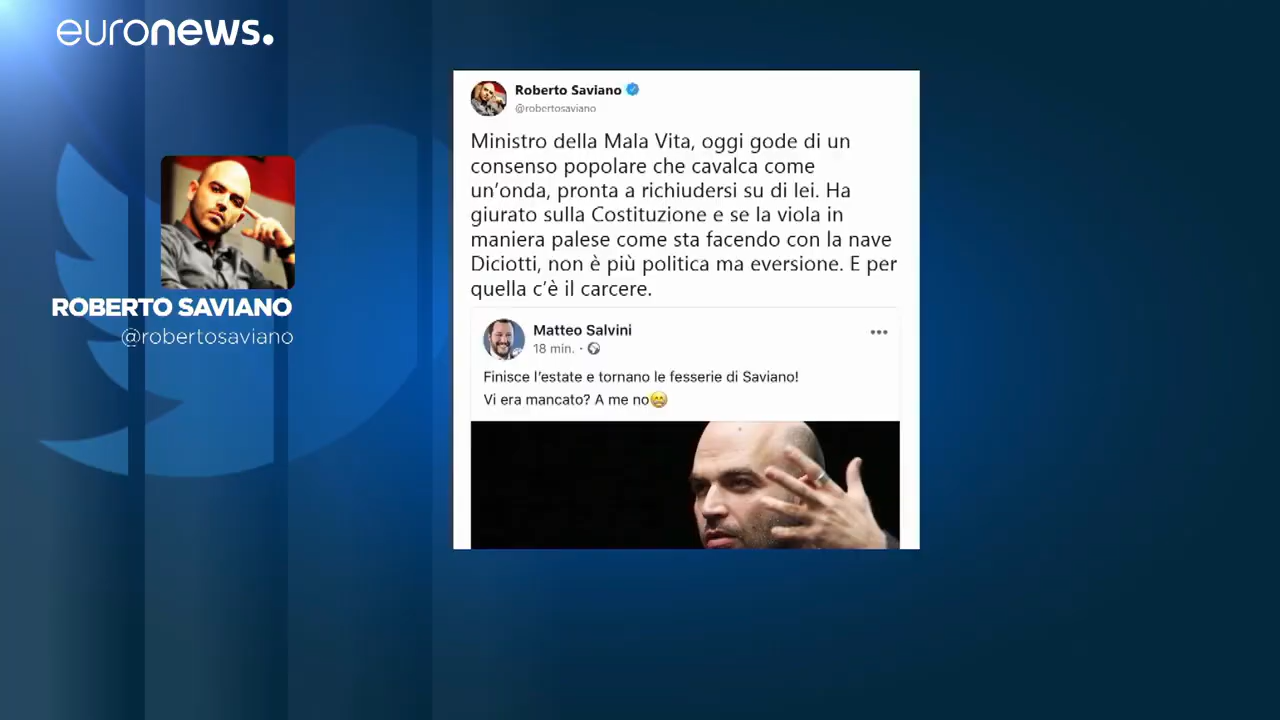 euronews.
Roberto Saviano
@robertosaviano
Ministro della Mala Vita, oggi gode di un
consenso popolare che cavalca come
un'onda, pronta a richiudersi su di lei. Ha
giurato sulla Costituzione e se la viola in
maniera palese come sta facendo con la nave
Diciotti, non è più politica ma eversione. E per
quella c'è il carcere.
Matteo Salvini
18 min. ·
Finisce l'estate e tornano le fesserie di Saviano!
Vi era mancato? A me no😁
ROBERTO SAVIANO
@robertosaviano